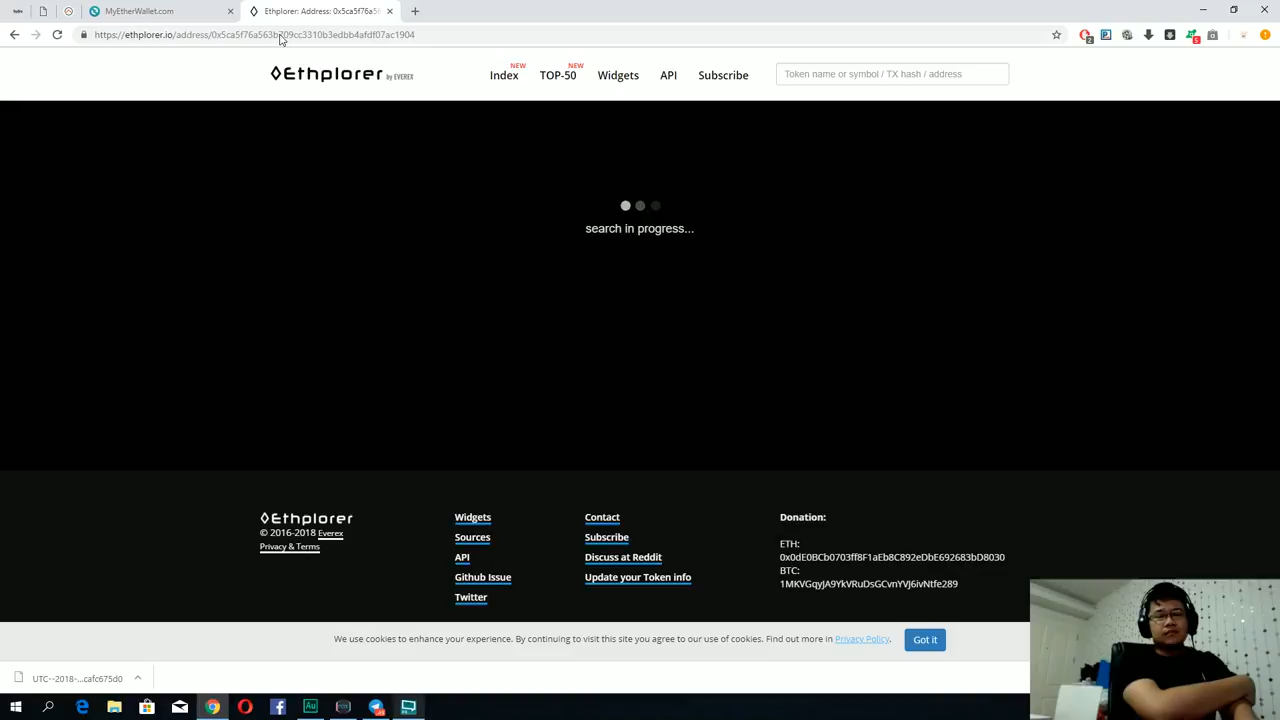 MyEtherWallet.com
Ethplorer: Address: 0x5ca5f76a56
https://ethplorer.io/address/0x5ca5f76a563b709cc3310b3edbb4afdf07ac1904
Ethplorer by EVEREX
Index NEW
TOP-50 NEW
Widgets
API
Subscribe
Token name or symbol / TX hash / address
search in progress...
Ethplorer
© 2016-2018 Everex
Privacy & Terms
Widgets
Sources
API
Github Issue
Twitter
Contact
Subscribe
Discuss at Reddit
Update your Token info
Donation:
ETH:
0x0dE0BCb0703ff8F1aEb8C892eDbE692683bD8030
BTC:
1MKVGqyJA9YkVRuDsGCvnYVJ6ivNtfe289
We use cookies to enhance your experience. By continuing to visit this site you agree to our use of cookies. Find out more in Privacy Policy.
Got it
UTC--2018-...cafc675d0